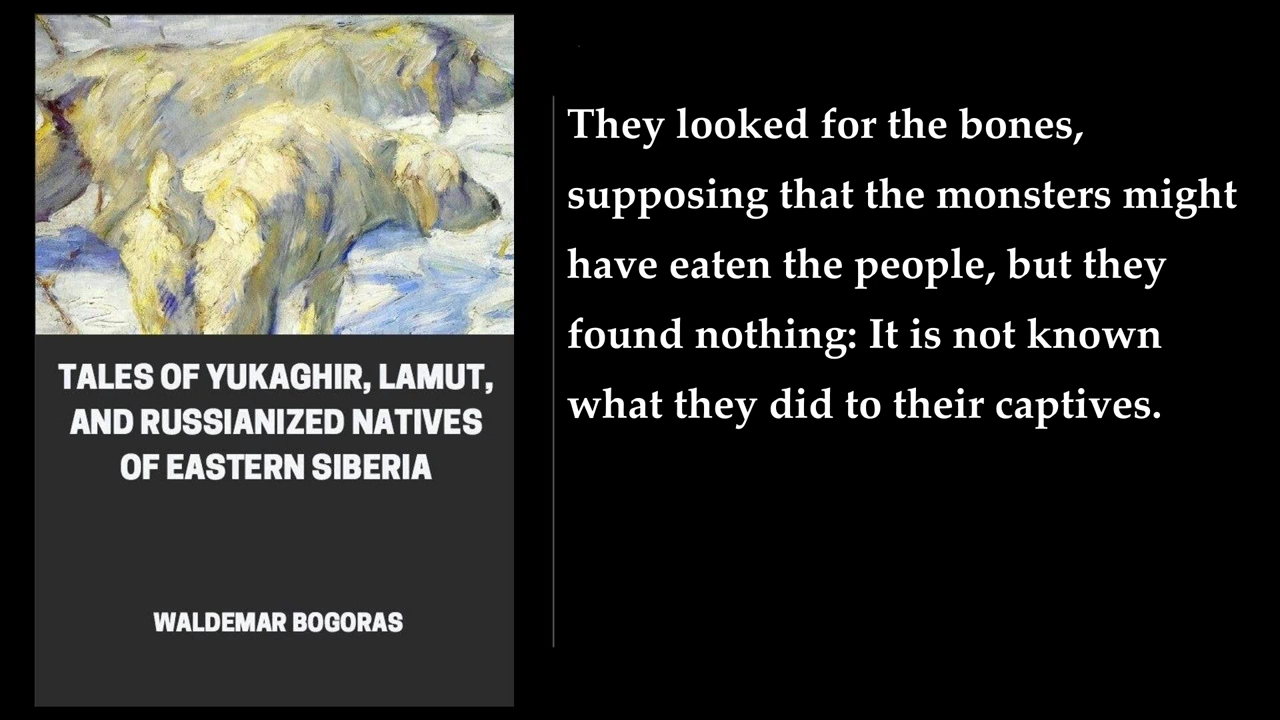 TALES OF YUKAGHIR, LAMUT,
AND RUSSIANIZED NATIVES
OF EASTERN SIBERIA
WALDEMAR BOGORAS
They looked for the bones,
supposing that the monsters might
have eaten the people, but they
found nothing: It is not known
what they did to their captives.